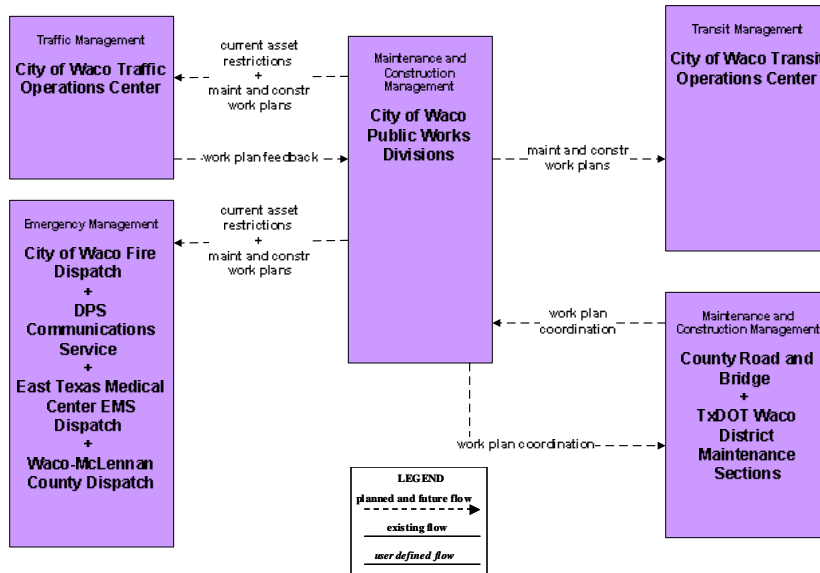 Traffic Management
City of Waco Traffic
Operations Center
current asset
restrictions
+
maint and constr
work plans
work plan feedback
Maintenance and
Construction
Management
City of Waco
Public Works
Divisions
Transit Management
City of Waco Transit
Operations Center
maint and constr
work plans
Emergency Management
City of Waco Fire
Dispatch
+
DPS
Communications
Service
+
East Texas Medical
Center EMS
Dispatch
+
Waco-McLennan
County Dispatch
current asset
restrictions
+
maint and constr
work plans
work plan
coordination
work plan coordination
Maintenance and
Construction Management
County Road and
Bridge
+
TxDOT Waco
District
Maintenance
Sections
LEGEND
planned and future flow
existing flow
user defined flow